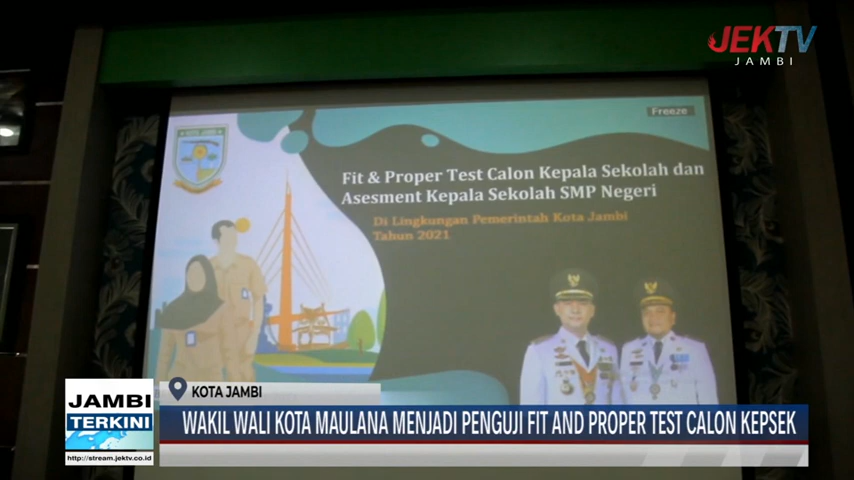 JEKTV
JAMBI
Freeze
KOTA JAMBI
Fit & Proper Test Calon Kepala Sekolah dan
Asesment Kepala Sekolah SMP Negeri
Di Lingkungan Pemerintah Kota Jambi
Tahun 2021
JAMBI
TERKINI
http://stream.jektv.co.id
KOTA JAMBI
WAKIL WALI KOTA MAULANA MENJADI PENGUJI FIT AND PROPER TEST CALON KEPSEK